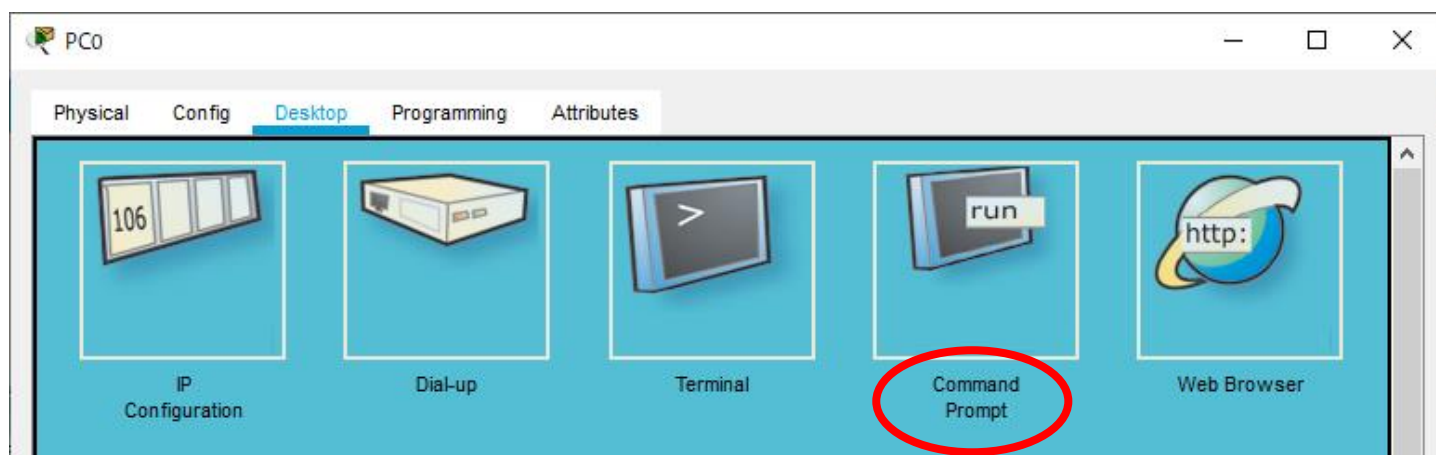 PC0
Physical Config Desktop Programming Attributes
106
>
run
http:
IP
Configuration
Dial-up
Terminal
Command
Prompt
Web Browser